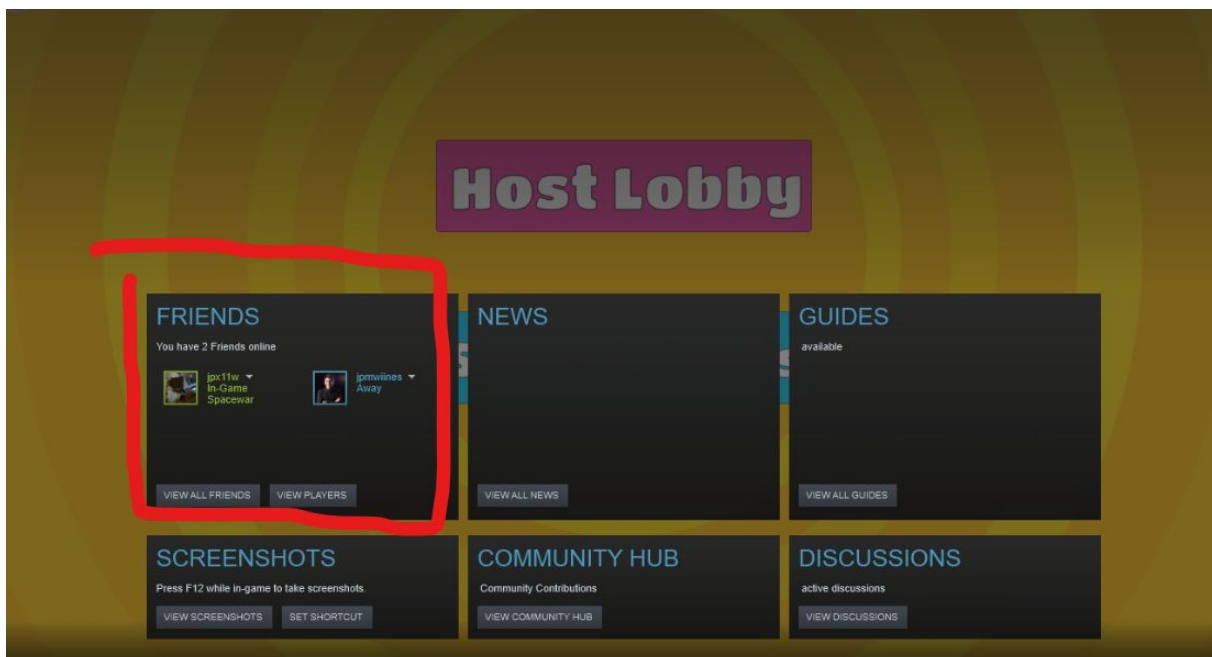 Host Lobby
FRIENDS
You have 2 Friends online
jpx11w
In-Game
Spacewar
jpmwiines
Away
VIEW ALL FRIENDS
VIEW PLAYERS
NEWS
VIEW ALL NEWS
GUIDES
available
VIEW ALL GUIDES
SCREENSHOTS
Press F12 while in-game to take screenshots.
VIEW SCREENSHOTS
SET SHORTCUT
COMMUNITY HUB
Community Contributions
VIEW COMMUNITY HUB
DISCUSSIONS
active discussions
VIEW DISCUSSIONS